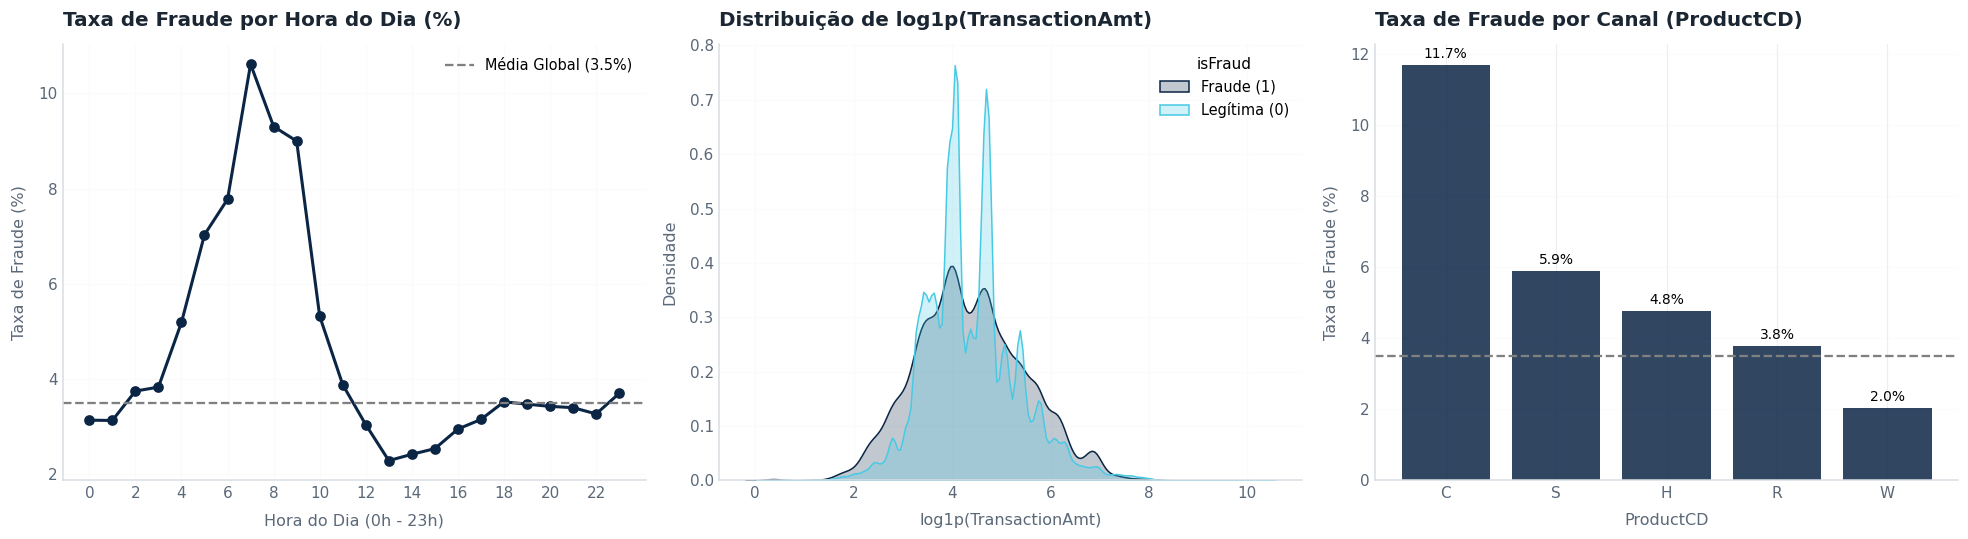 Taxa de Fraude por Hora do Dia (%)
Taxa de Fraude (%)
10
8
6
4
2
Média Global (3.5%)
0 2 4 6 8 10 12 14 16 18 20 22
Hora do Dia (0h - 23h)
Distribuição de log1p(TransactionAmt)
Densidade
0.8
0.7
0.6
0.5
0.4
0.3
0.2
0.1
0.0
isFraud
Fraude (1)
Legítima (0)
0 2 4 6 8 10
log1p(TransactionAmt)
Taxa de Fraude por Canal (ProductCD)
Taxa de Fraude (%)
12
10
8
6
4
2
0
11.7%
5.9%
4.8%
3.8%
2.0%
C S H R W
ProductCD